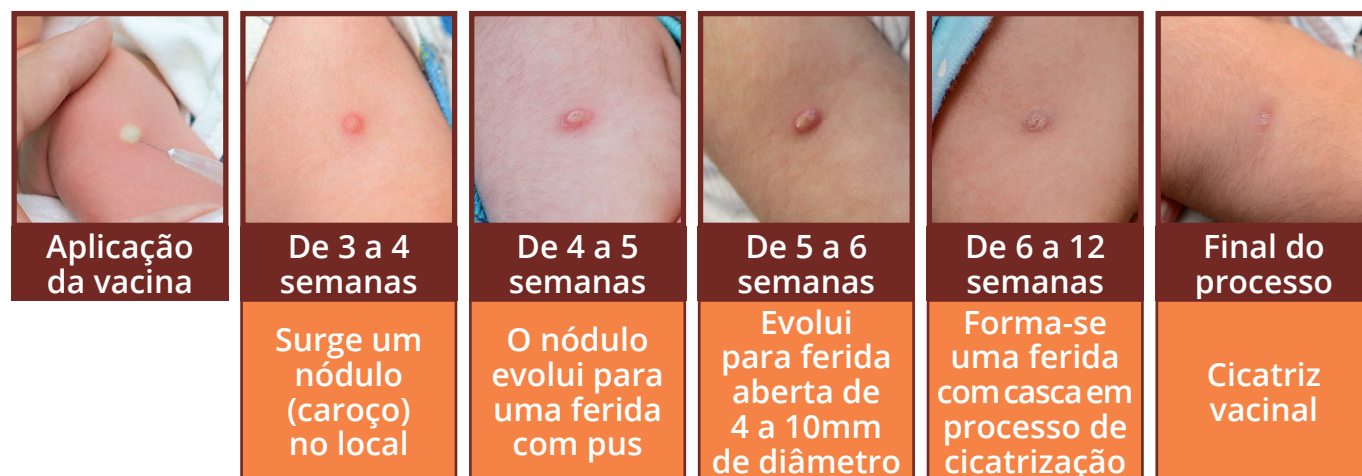 Aplicação
da vacina
De 3 a 4
semanas
Surge um
nódulo
(caroço)
no local
De 4 a 5
semanas
O nódulo
evolui para
uma ferida
com pus
De 5 a 6
semanas
Evolui
para ferida
aberta de
4 a 10mm
de diâmetro
De 6 a 12
semanas
Forma-se
uma ferida
com casca em
processo de
cicatrização
Final do
processo
Cicatriz
vacinal